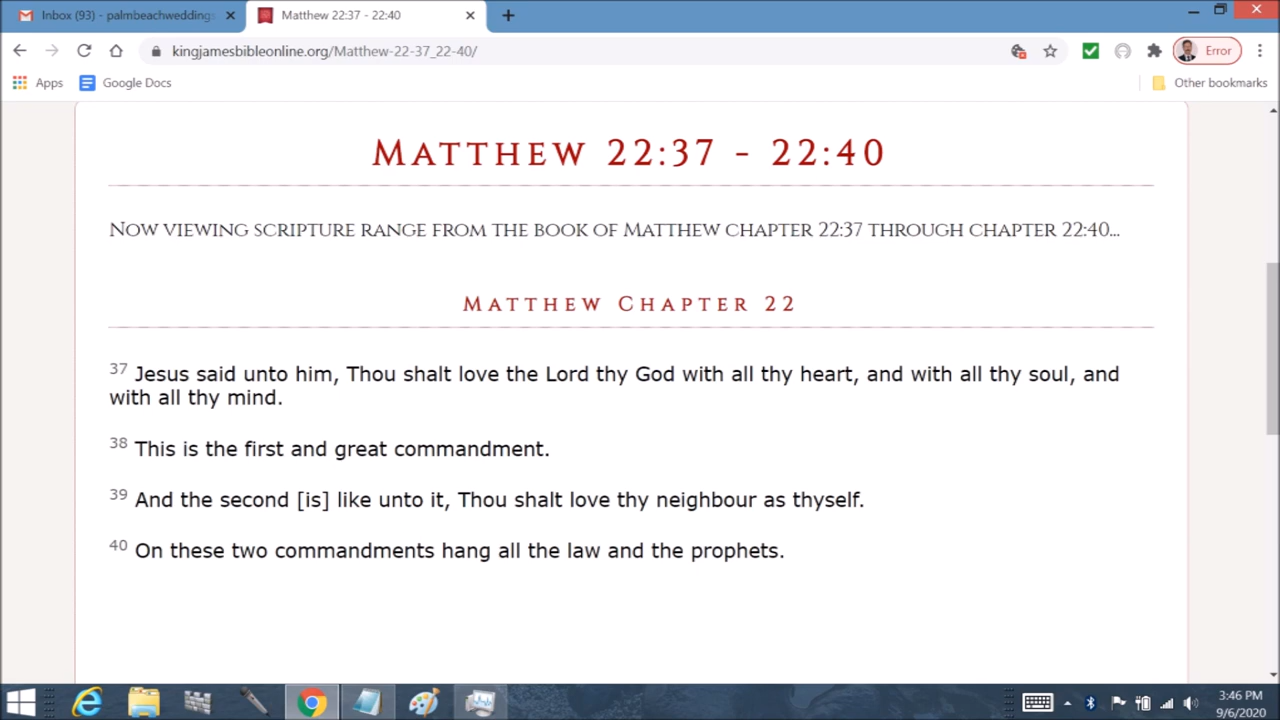 Inbox (93) - palmbeachwedding
Matthew 22:37 - 22:40
kingjamesbibleonline.org/Matthew-22-37_22-40/
Error
Apps
Google Docs
Other bookmarks
Matthew 22:37 - 22:40
Now viewing scripture range from the book of Matthew chapter 22:37 through chapter 22:40...
Matthew Chapter 22
37 Jesus said unto him, Thou shalt love the Lord thy God with all thy heart, and with all thy soul, and
with all thy mind.
38 This is the first and great commandment.
39 And the second [is] like unto it, Thou shalt love thy neighbour as thyself.
40 On these two commandments hang all the law and the prophets.
3:46 PM
9/6/2020